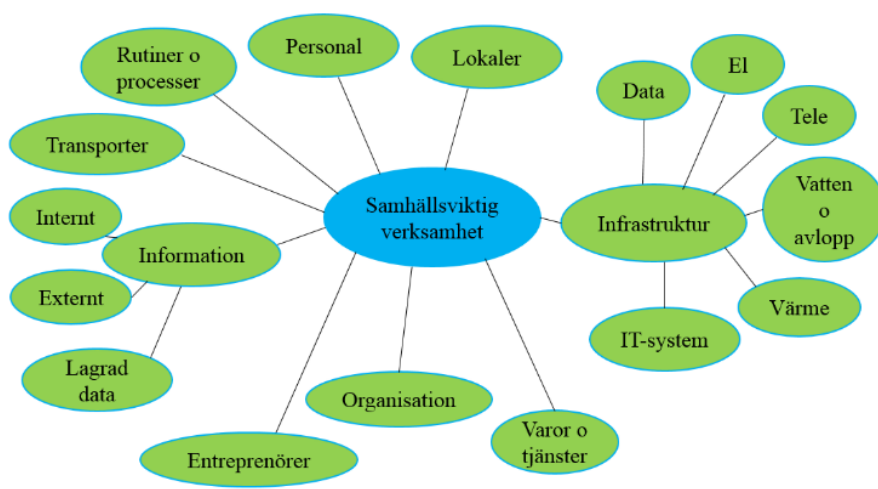 Rutiner o
processer
Personal
Lokaler
Data
El
Tele
Transporter
Samhällsviktig
verksamhet
Infrastruktur
Vatten
o
avlopp
Internt
Information
Externt
Värme
IT-system
Lagrad
data
Organisation
Varor o
tjänster
Entreprenörer